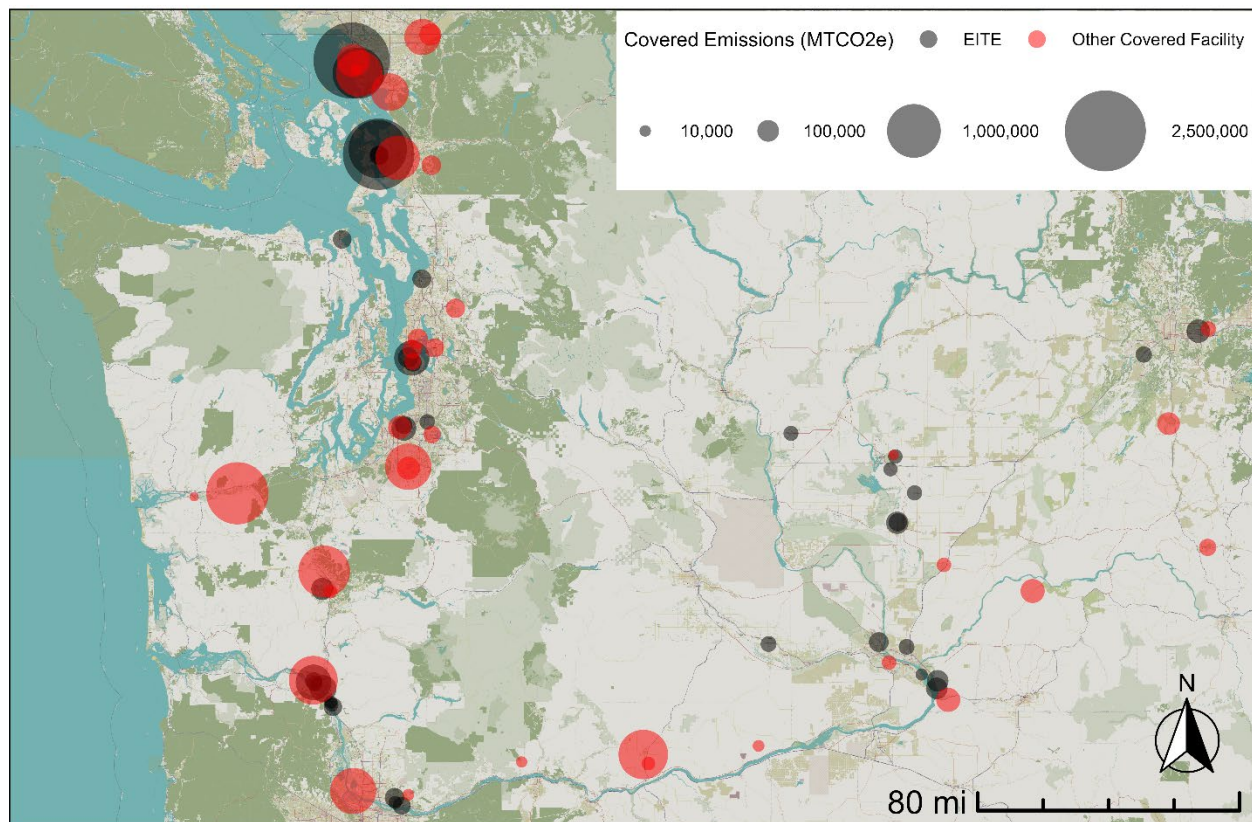 Covered Emissions (MTCO2e) EITE Other Covered Facility
10,000 100,000 1,000,000 2,500,000
N
80 mi